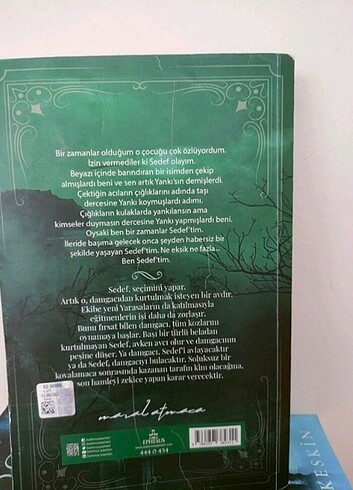 Bir zamanlar olduğum o çocuğu çok özlüyordum.
İzin vermediler ki Sedef olayım.
Beyazı içinde barındıran bir isimden çekip
almışlardı beni ve sen artık Yankı'sın demişlerdi.
Çektiğin acıların çığlıklarını adında taşı
dercesine Yankı koymuşlardı adımı.
Çığlıkların kulaklarda yankılansın ama
kimseler duymasın dercesine Yankı yapmışlardı beni.
Oysaki ben bir zamanlar Sedef'tim.
İleride başıma gelecek onca şeyden habersiz bir
şekilde yaşayan Sedef'tim. Ne eksik ne fazla...
Ben Sedef'tim.
Sedef, seçimini yapar.
Artık o, damgacıdan kurtulmak isteyen bir avdır.
Ekibe yeni Yarasaların da katılmasıyla
eğitmenlerin işi daha da zorlaşır.
Bunu fırsat bilen damgacı, tüm kozlarını
oynamaya başlar. Başı bir türlü beladan
kurtulmayan Sedef, avken avcı olur ve damgacının
peşine düşer. Ya damgacı, Sedef'i avlayacaktır
ya da Sedef, damgacıyı bulacaktır. Soluksuz bir
kovalamaca sonrasında kazanan tarafın kim olacağına,
son hamleyi zekice yapan karar verecektir.
maral atmaca
EPHESUS
444 0 434
KESKİN